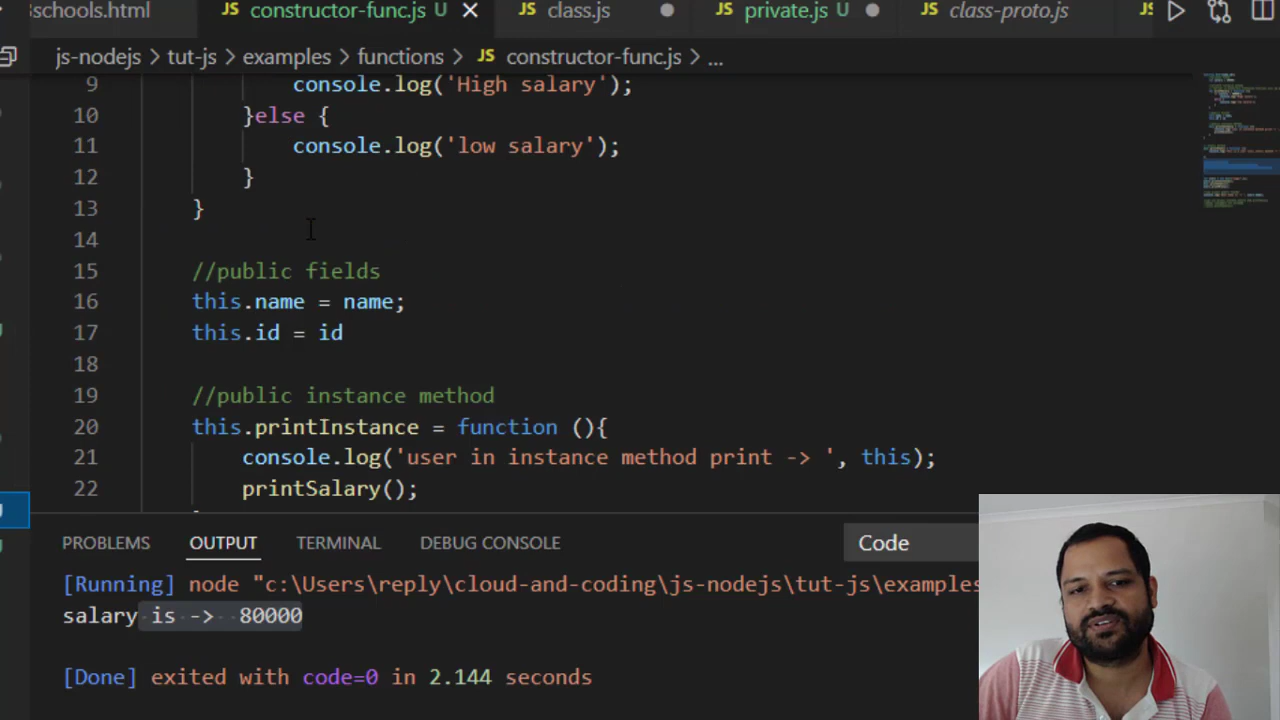 schools.html JS constructor-func.js U JS class.js JS private.js U JS class-proto.js JS
js-nodejs > tut-js > examples > functions > JS constructor-func.js > ...
9 console.log('High salary');
10 }else {
11 console.log('low salary');
12 }
13 }
14
15 //public fields
16 this.name = name;
17 this.id = id
18
19 //public instance method
20 this.printInstance = function (){
21 console.log('user in instance method print -> ', this);
22 printSalary();
PROBLEMS OUTPUT TERMINAL DEBUG CONSOLE Code
[Running] node "c:\Users\reply\cloud-and-coding\js-nodejs\tut-js\examples
salary is -> 80000
[Done] exited with code=0 in 2.144 seconds